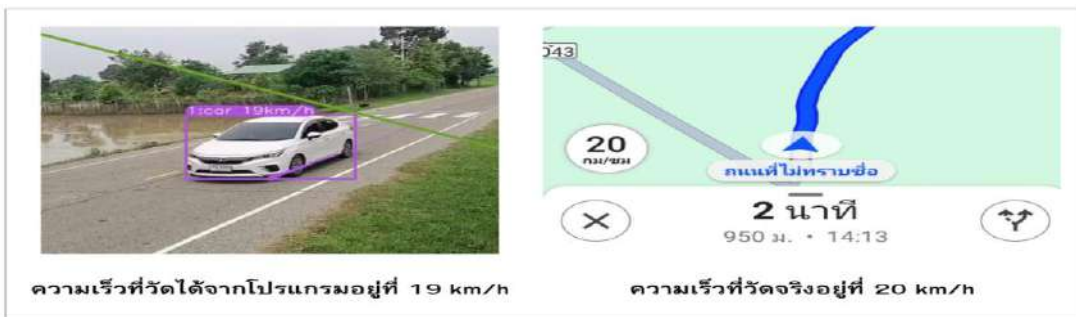 1:car 19km/h
043
20
กม/ชม
ถนนที่ไม่ทราบชื่อ
2 นาที
950 ม. • 14:13
ความเร็วที่วัดได้จากโปรแกรมอยู่ที่ 19 km/h
ความเร็วที่วัดจริงอยู่ที่ 20 km/h